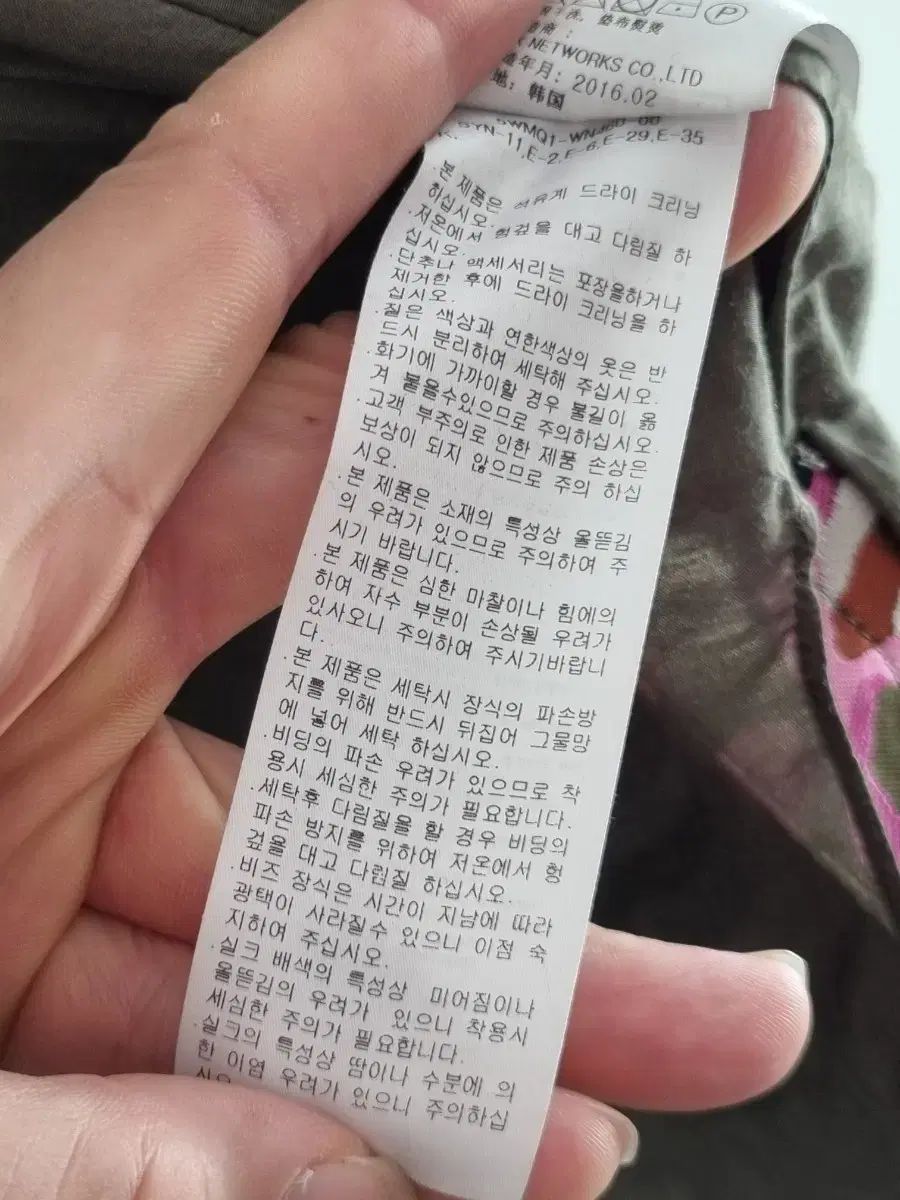 洗, 垫布熨烫
商:
NETWORKS CO.,LTD
年月: 2016.02
地: 韩国
SWMQ1-WN
SYN-11,E-2,E-6,E-29,E-35
.본 제품은 석유계 드라이 크리닝
하십시오.
.저온에서 헝겊을 대고 다림질 하
십시오.
.단추나 액세서리는 포장을하거나
제거한 후에 드라이 크리닝을 하
십시오.
.짙은 색상과 연한색상의 옷은 반
드시 분리하여 세탁해 주십시오.
.화기에 가까이할 경우 불길이 옮
겨 붙을수있으므로 주의하십시오.
.고객 부주의로 인한 제품 손상은
보상이 되지 않으므로 주의 하십
시오.
.본 제품은 소재의 특성상 올뜯김
의 우려가 있으므로 주의하여 주
시기 바랍니다.
.본 제품은 심한 마찰이나 힘에의
하여 자수 부분이 손상될 우려가
있사오니 주의하여 주시기바랍니
다.
.본 제품은 세탁시 장식의 파손방
지를 위해 반드시 뒤집어 그물망
에 넣어 세탁 하십시오.
.비딩의 파손 우려가 있으므로 착
용시 세심한 주의가 필요합니다.
.세탁후 다림질을 할 경우 비딩의
파손 방지를 위하여 저온에서 헝
겊을 대고 다림질 하십시오.
.비즈 장식은 시간이 지남에 따라
광택이 사라질수 있으니 이점 숙
지하여 주십시오.
.실크 배색의 특성상 미어짐이나
올뜯김의 우려가 있으니 착용시
세심한 주의가 필요합니다.
.실크의 특성상 땀이나 수분에 의
한 이염 우려가 있으니 주의하십
시오